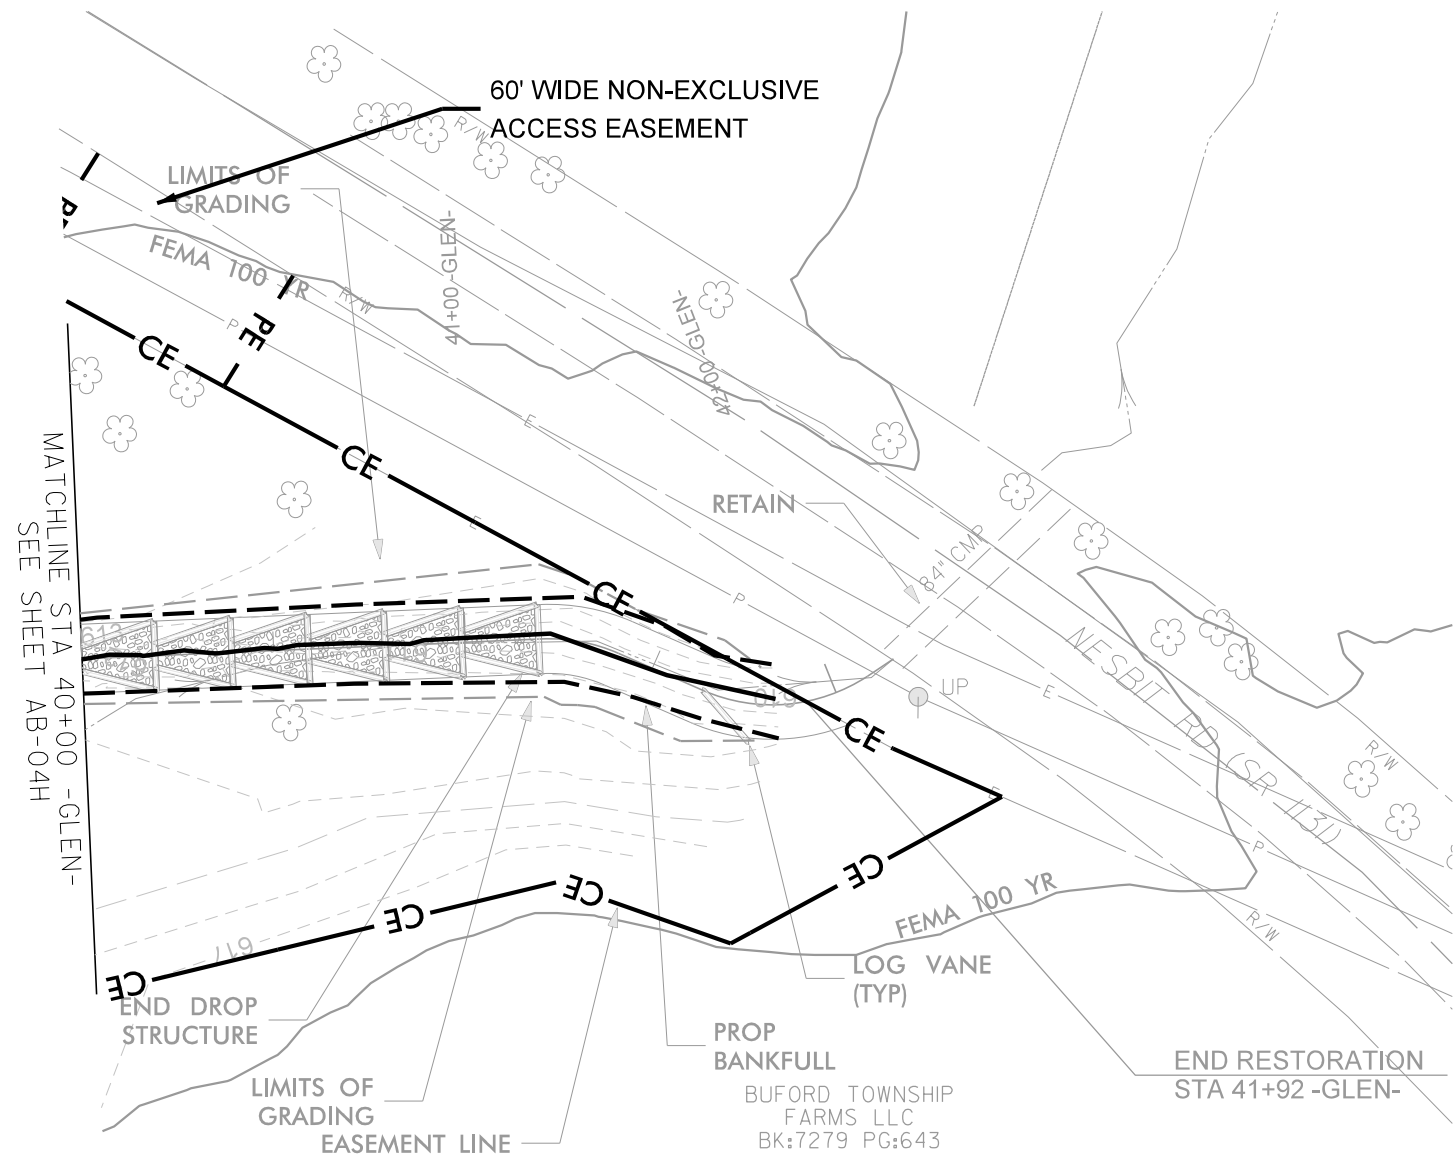 60' WIDE NON-EXCLUSIVE
ACCESS EASEMENT
R/W
LIMITS OF
GRADING
FEMA 100 YR
R/W
41+00 -GLEN-
42+00 -GLEN-
PE
P
CE
CE
E
E
RETAIN
84" CMP
P
CE
MATCHLINE STA 40+00 -GLEN-
SEE SHEET AB-04H
613
NESBIT RD (SR 1131)
E
UP
CE
R/W
P
E
CE
CE
CE
FEMA 100 YR
R/W
617
CE
LOG VANE
(TYP)
END DROP
STRUCTURE
PROP
BANKFULL
END RESTORATION
STA 41+92 -GLEN-
LIMITS OF
GRADING
EASEMENT LINE
BUFORD TOWNSHIP
FARMS LLC
BK:7279 PG:643